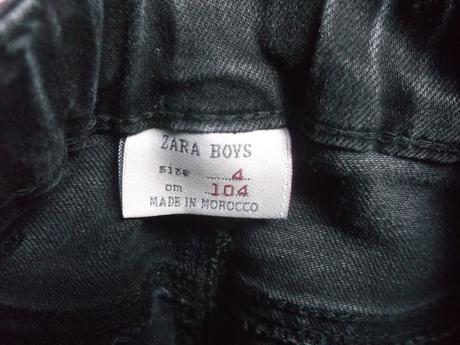 ZARA BOYS
size 4
cm 104
MADE IN MOROCCO